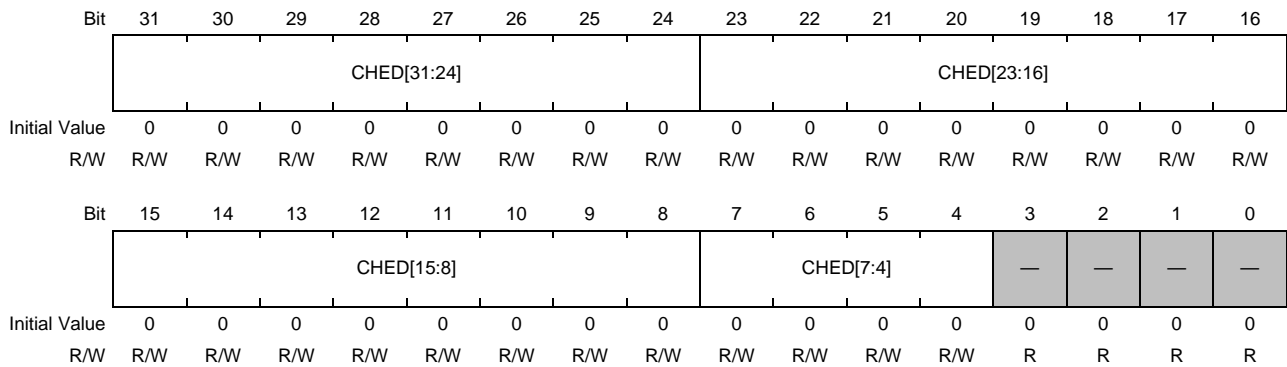 Bit 31 30 29 28 27 26 25 24 23 22 21 20 19 18 17 16
CHED[31:24] CHED[23:16]
Initial Value 0 0 0 0 0 0 0 0 0 0 0 0 0 0 0 0
R/W R/W R/W R/W R/W R/W R/W R/W R/W R/W R/W R/W R/W R/W R/W R/W R/W
Bit 15 14 13 12 11 10 9 8 7 6 5 4 3 2 1 0
CHED[15:8] CHED[7:4] — — — —
Initial Value 0 0 0 0 0 0 0 0 0 0 0 0 0 0 0 0
R/W R/W R/W R/W R/W R/W R/W R/W R/W R/W R/W R/W R/W R R R R